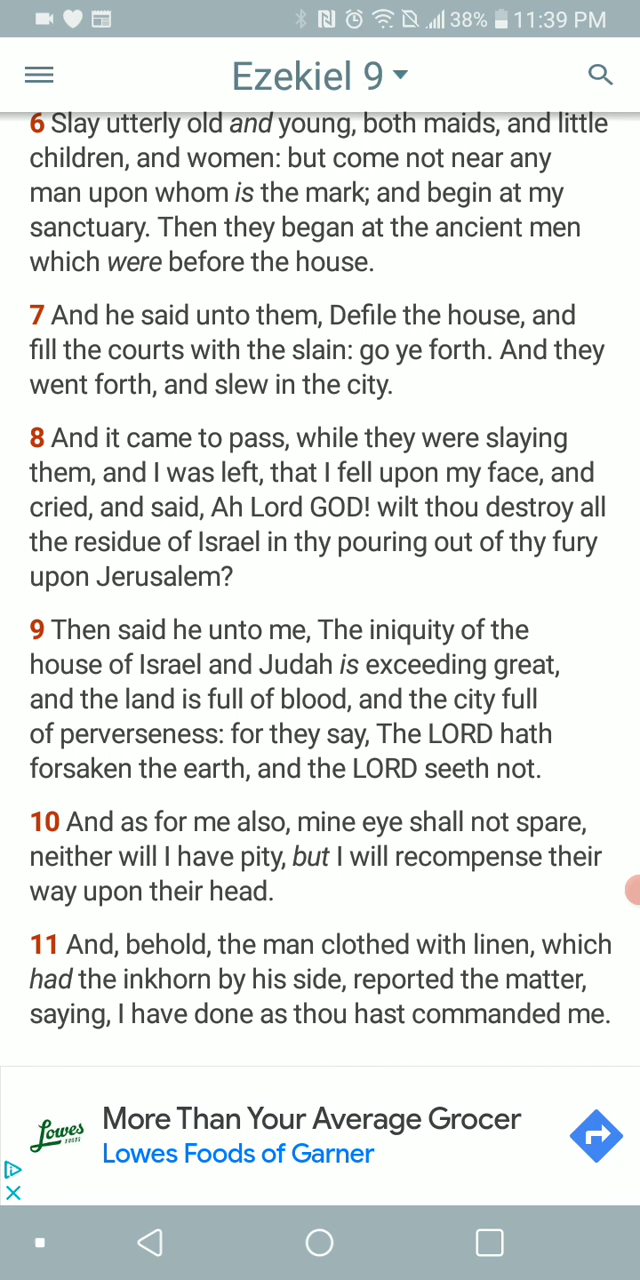 38% 11:39 PM
Ezekiel 9
6 Slay utterly old and young, both maids, and little
children, and women: but come not near any
man upon whom is the mark; and begin at my
sanctuary. Then they began at the ancient men
which were before the house.
7 And he said unto them, Defile the house, and
fill the courts with the slain: go ye forth. And they
went forth, and slew in the city.
8 And it came to pass, while they were slaying
them, and I was left, that I fell upon my face, and
cried, and said, Ah Lord GOD! wilt thou destroy all
the residue of Israel in thy pouring out of thy fury
upon Jerusalem?
9 Then said he unto me, The iniquity of the
house of Israel and Judah is exceeding great,
and the land is full of blood, and the city full
of perverseness: for they say, The LORD hath
forsaken the earth, and the LORD seeth not.
10 And as for me also, mine eye shall not spare,
neither will I have pity, but I will recompense their
way upon their head.
11 And, behold, the man clothed with linen, which
had the inkhorn by his side, reported the matter,
saying, I have done as thou hast commanded me.
Lowes
foods
More Than Your Average Grocer
Lowes Foods of Garner